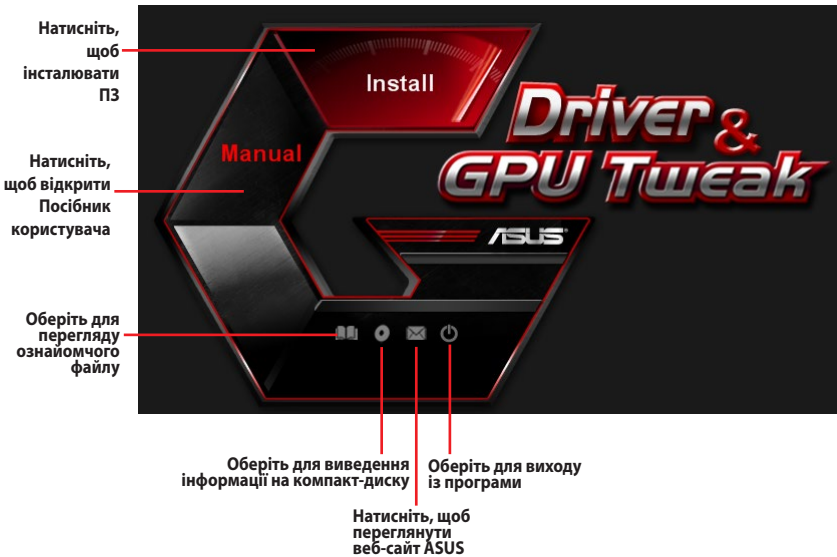 Натисніть,
щоб
інсталювати
ПЗ
Install
Driver &
GPU Tweak
Manual
Натисніть,
щоб відкрити
Посібник
користувача
ASUS
Оберіть для
перегляду
ознайомчого
файлу
Оберіть для виведення
інформації на компакт-диску
Оберіть для виходу
із програми
Натисніть, щоб
переглянути
веб-сайт ASUS